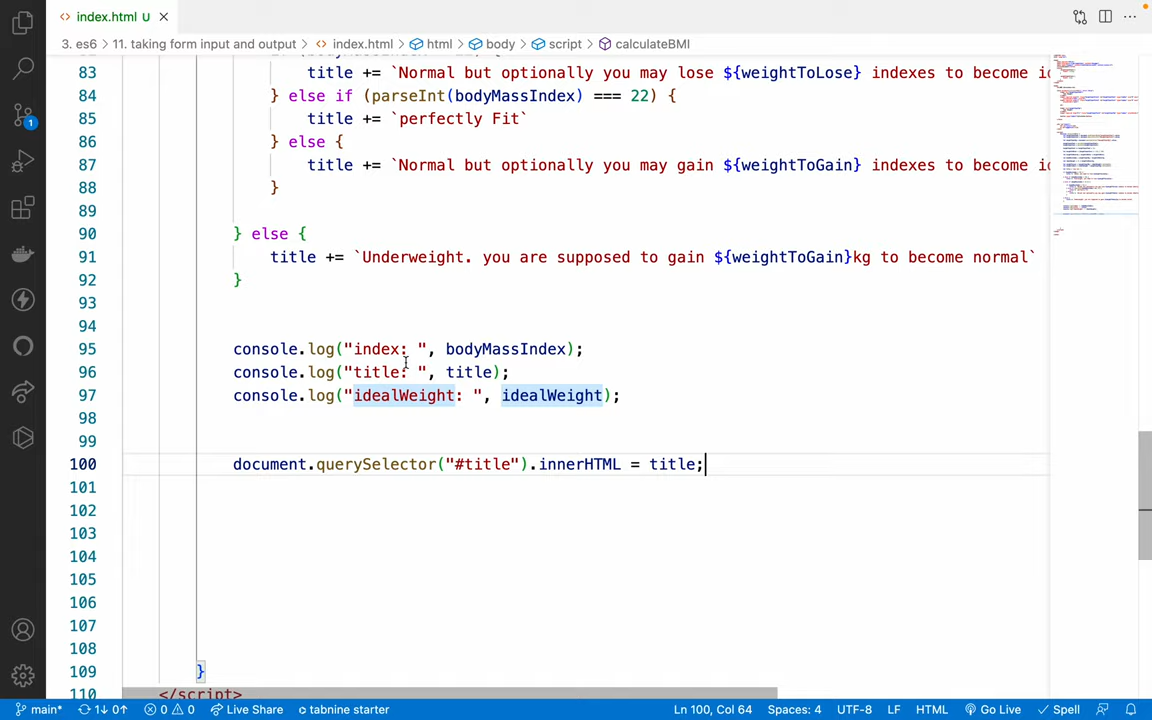 index.html U
3. es6 > 11. taking form input and output > index.html > html > body > script > calculateBMI
83 title += `Normal but optionally you may lose ${weightToLose} indexes to become i
84 } else if (parseInt(bodyMassIndex) === 22) {
85 title += `perfectly Fit`
86 } else {
87 title += `Normal but optionally you may gain ${weightToGain} indexes to become i
88 }
89
90 } else {
91 title += `Underweight. you are supposed to gain ${weightToGain}kg to become normal`
92 }
93
94
95 console.log("index: ", bodyMassIndex);
96 console.log("title: ", title);
97 console.log("idealWeight: ", idealWeight);
98
99
100 document.querySelector("#title").innerHTML = title;
101
102
103
104
105
106
107
108
109 }
110 </script>
1
main* 1↓ 0↑ 0 0 Live Share tabnine starter Ln 100, Col 64 Spaces: 4 UTF-8 LF HTML Go Live Spell